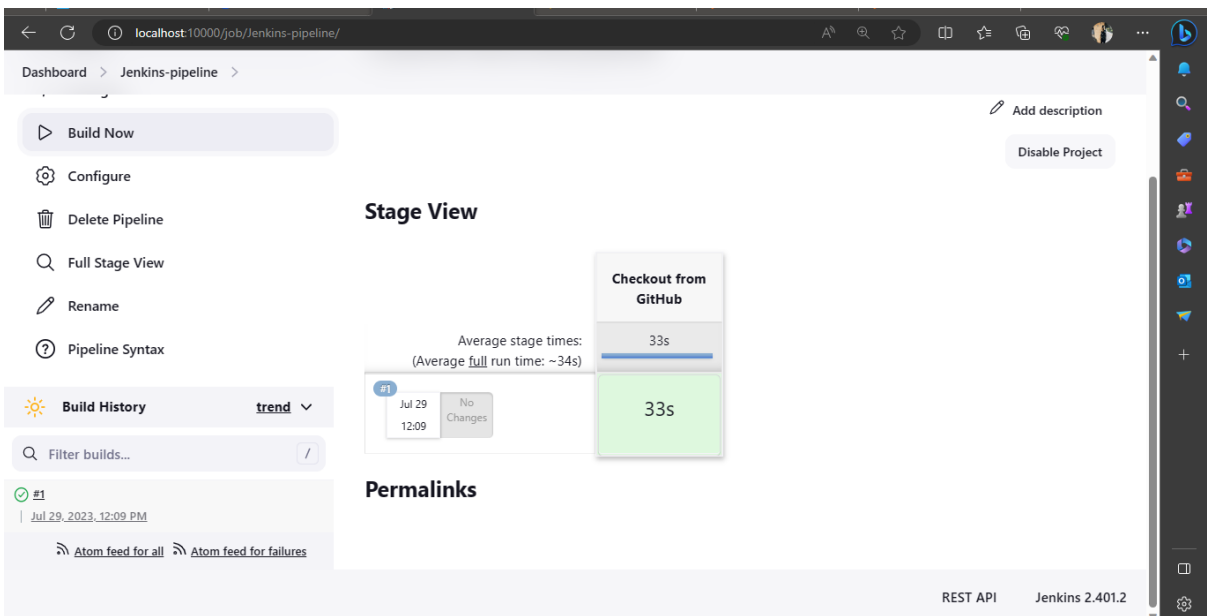 localhost:10000/job/Jenkins-pipeline/
Dashboard > Jenkins-pipeline >
Build Now
Configure
Delete Pipeline
Full Stage View
Rename
Pipeline Syntax
Build History trend
Filter builds... /
#1
Jul 29, 2023, 12:09 PM
Atom feed for all Atom feed for failures
Add description
Disable Project
Stage View
Checkout from
GitHub
Average stage times:
(Average full run time: ~34s)
33s
#1
Jul 29
12:09
No
Changes
33s
Permalinks
REST API Jenkins 2.401.2